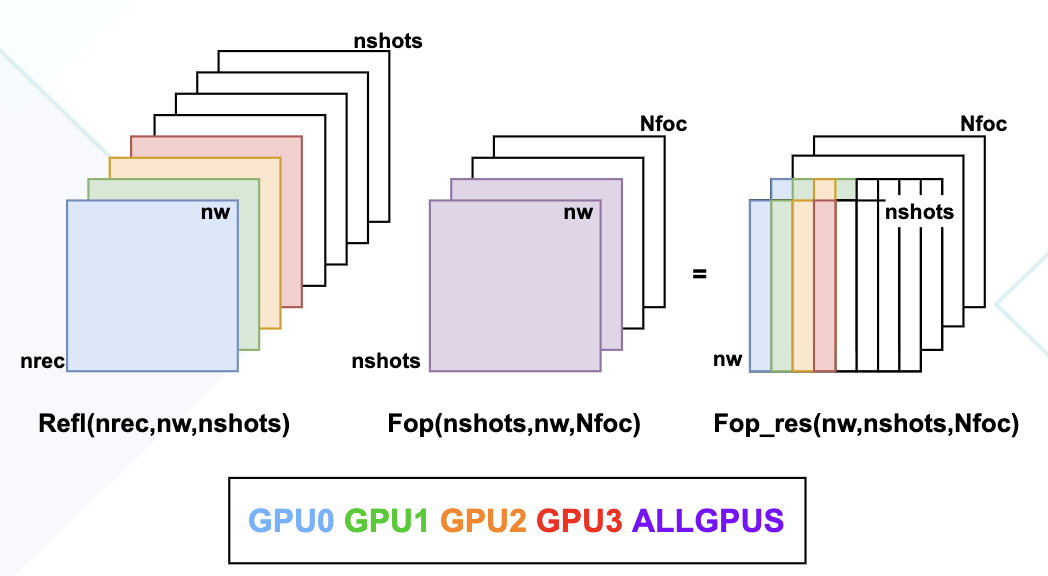 nshots
nw
nrec
Refl(nrec,nw,nshots)
Nfoc
nw
nshots
Fop(nshots,nw,Nfoc)
=
Nfoc
nshots
nw
Fop_res(nw,nshots,Nfoc)
GPU0 GPU1 GPU2 GPU3 ALLGPUS